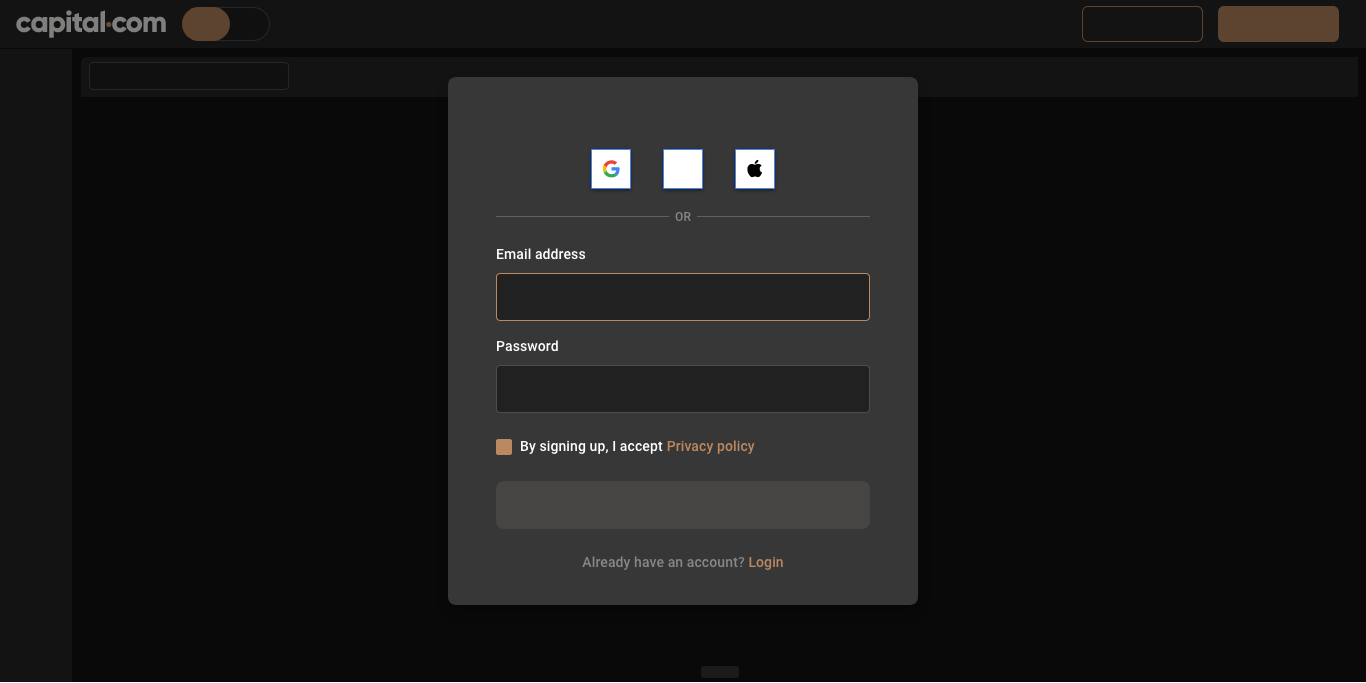 capital.com
OR
Email address
Password
By signing up, I accept Privacy policy
Already have an account? Login